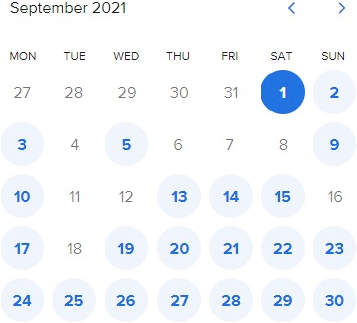 September 2021
MON TUE WED THU FRI SAT SUN
27 28 29 30 31 1 2
3 4 5 6 7 8 9
10 11 12 13 14 15 16
17 18 19 20 21 22 23
24 25 26 27 28 29 30